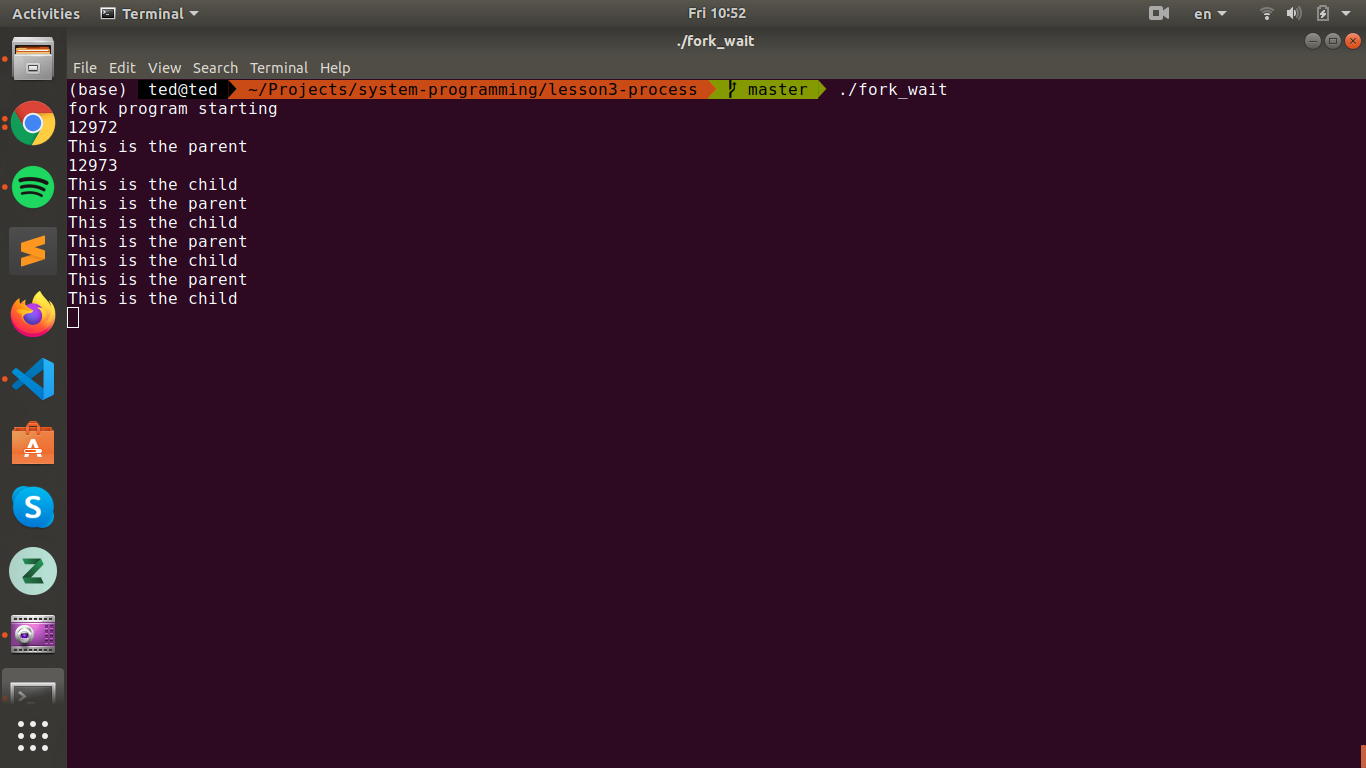 Activities Terminal Fri 10:52 en
./fork_wait
File Edit View Search Terminal Help
(base) ted@ted ~/Projects/system-programming/lesson3-process master ./fork_wait
fork program starting
12972
This is the parent
12973
This is the child
This is the parent
This is the child
This is the parent
This is the child
This is the parent
This is the child